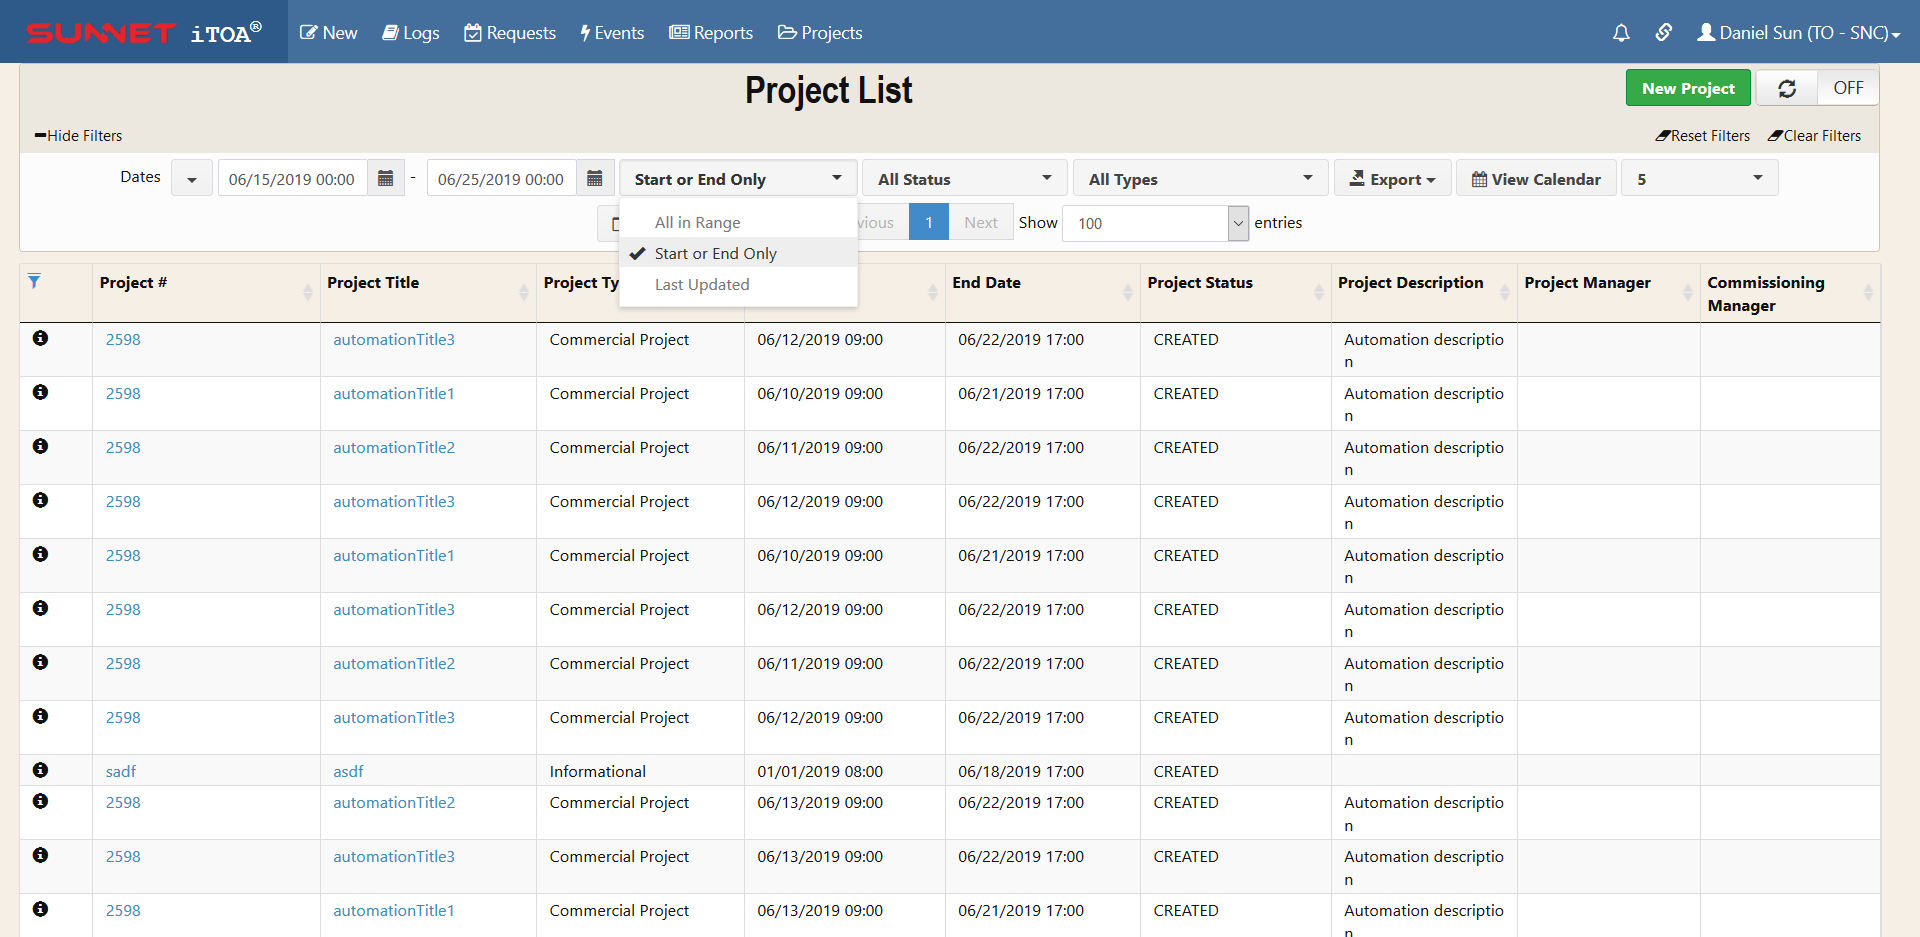 SUNNET iTOA®
New Logs Requests Events Reports Projects Daniel Sun (TO - SNC)
Project List
New Project OFF
Hide Filters Reset Filters Clear Filters
Dates 06/15/2019 00:00 - 06/25/2019 00:00 Start or End Only All Status All Types Export View Calendar 5
All in Range
Start or End Only
Last Updated
vious 1 Next Show 100 entries
Project # Project Title Project Ty End Date Project Status Project Description Project Manager Commissioning
Manager
2598 automationTitle3 Commercial Project 06/12/2019 09:00 06/22/2019 17:00 CREATED Automation descriptio
n
2598 automationTitle1 Commercial Project 06/10/2019 09:00 06/21/2019 17:00 CREATED Automation descriptio
n
2598 automationTitle2 Commercial Project 06/11/2019 09:00 06/22/2019 17:00 CREATED Automation descriptio
n
2598 automationTitle3 Commercial Project 06/12/2019 09:00 06/22/2019 17:00 CREATED Automation descriptio
n
2598 automationTitle1 Commercial Project 06/10/2019 09:00 06/21/2019 17:00 CREATED Automation descriptio
n
2598 automationTitle3 Commercial Project 06/12/2019 09:00 06/22/2019 17:00 CREATED Automation descriptio
n
2598 automationTitle2 Commercial Project 06/11/2019 09:00 06/22/2019 17:00 CREATED Automation descriptio
n
2598 automationTitle3 Commercial Project 06/12/2019 09:00 06/22/2019 17:00 CREATED Automation descriptio
n
sadf asdf Informational 01/01/2019 08:00 06/18/2019 17:00 CREATED
2598 automationTitle2 Commercial Project 06/13/2019 09:00 06/22/2019 17:00 CREATED Automation descriptio
n
2598 automationTitle3 Commercial Project 06/13/2019 09:00 06/22/2019 17:00 CREATED Automation descriptio
n
2598 automationTitle1 Commercial Project 06/13/2019 09:00 06/21/2019 17:00 CREATED Automation descriptio
n